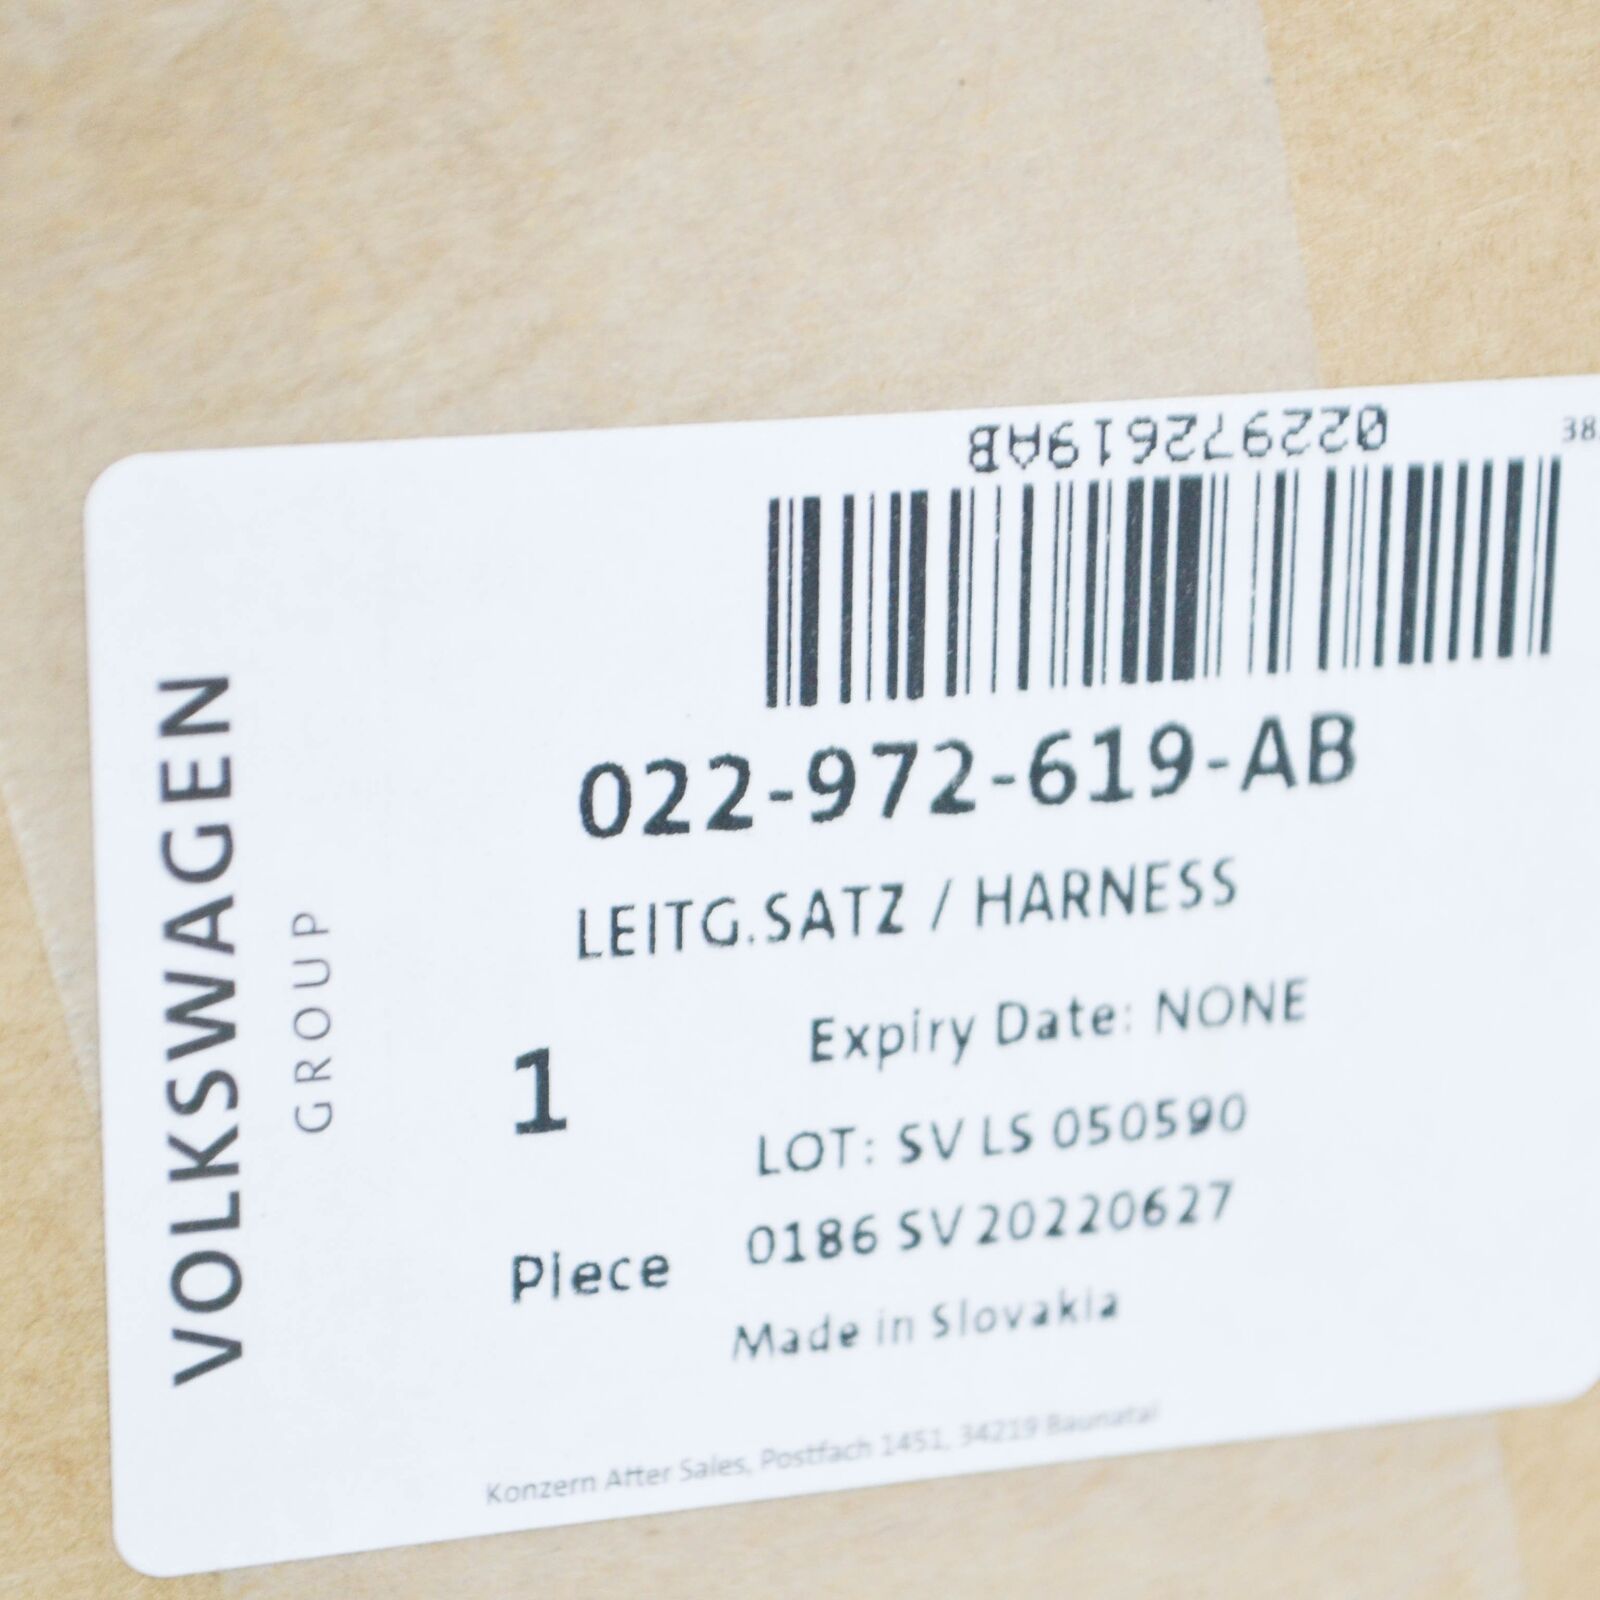 022972619AB
38
022-972-619-AB
LEITG.SATZ / HARNESS
Expiry Date: NONE
1
LOT: SV LS 050590
0186 SV 20220627
Piece
Made in Slovakia
Konzern After Sales, Postfach 1451, 34219 Baunatal
VOLKSWAGEN
GROUP